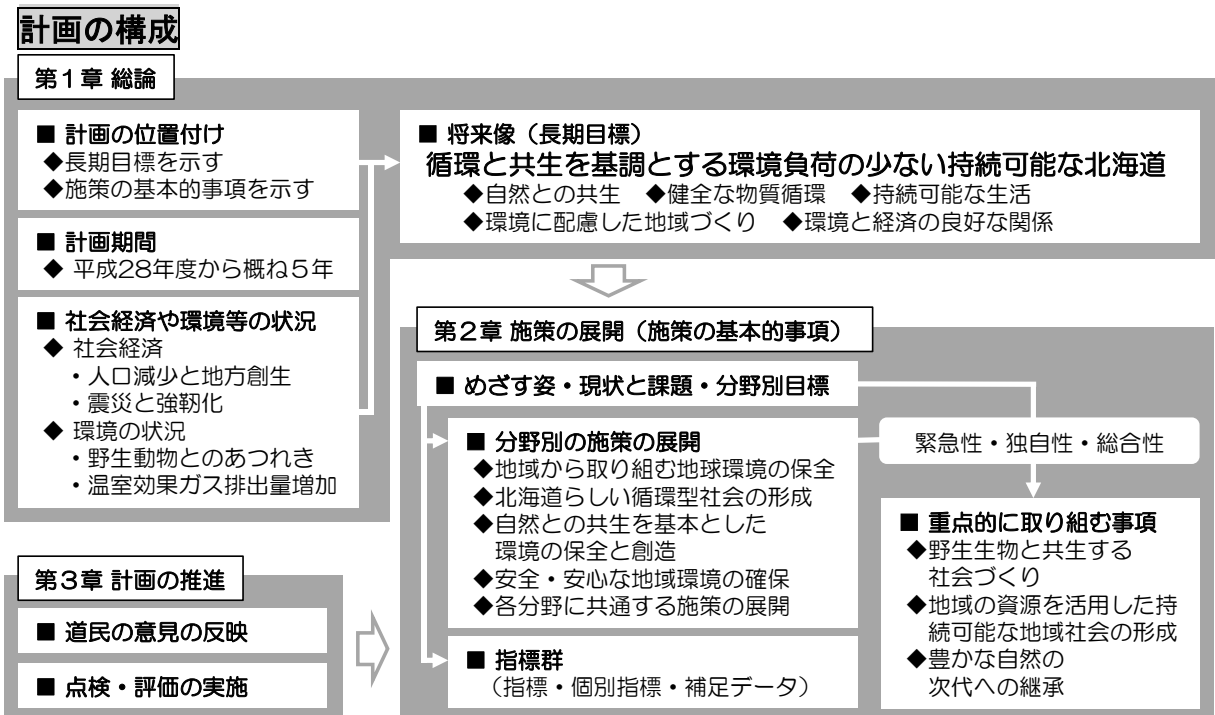 計画の構成
第1章 総論
■ 計画の位置付け
◆長期目標を示す
◆施策の基本的事項を示す
■ 計画期間
◆ 平成28年度から概ね5年
■ 社会経済や環境等の状況
◆ 社会経済
・人口減少と地方創生
・震災と強靭化
◆ 環境の状況
・野生動物とのあつれき
・温室効果ガス排出量増加
■ 将来像（長期目標）
循環と共生を基調とする環境負荷の少ない持続可能な北海道
◆自然との共生 ◆健全な物質循環 ◆持続可能な生活
◆環境に配慮した地域づくり ◆環境と経済の良好な関係
第2章 施策の展開（施策の基本的事項）
■ めざす姿・現状と課題・分野別目標
■ 分野別の施策の展開
◆地域から取り組む地球環境の保全
◆北海道らしい循環型社会の形成
◆自然との共生を基本とした
環境の保全と創造
◆安全・安心な地域環境の確保
◆各分野に共通する施策の展開
■ 指標群
（指標・個別指標・補足データ）
緊急性・独自性・総合性
■ 重点的に取り組む事項
◆野生生物と共生する
社会づくり
◆地域の資源を活用した持
続可能な地域社会の形成
◆豊かな自然の
次代への継承
第3章 計画の推進
■ 道民の意見の反映
■ 点検・評価の実施